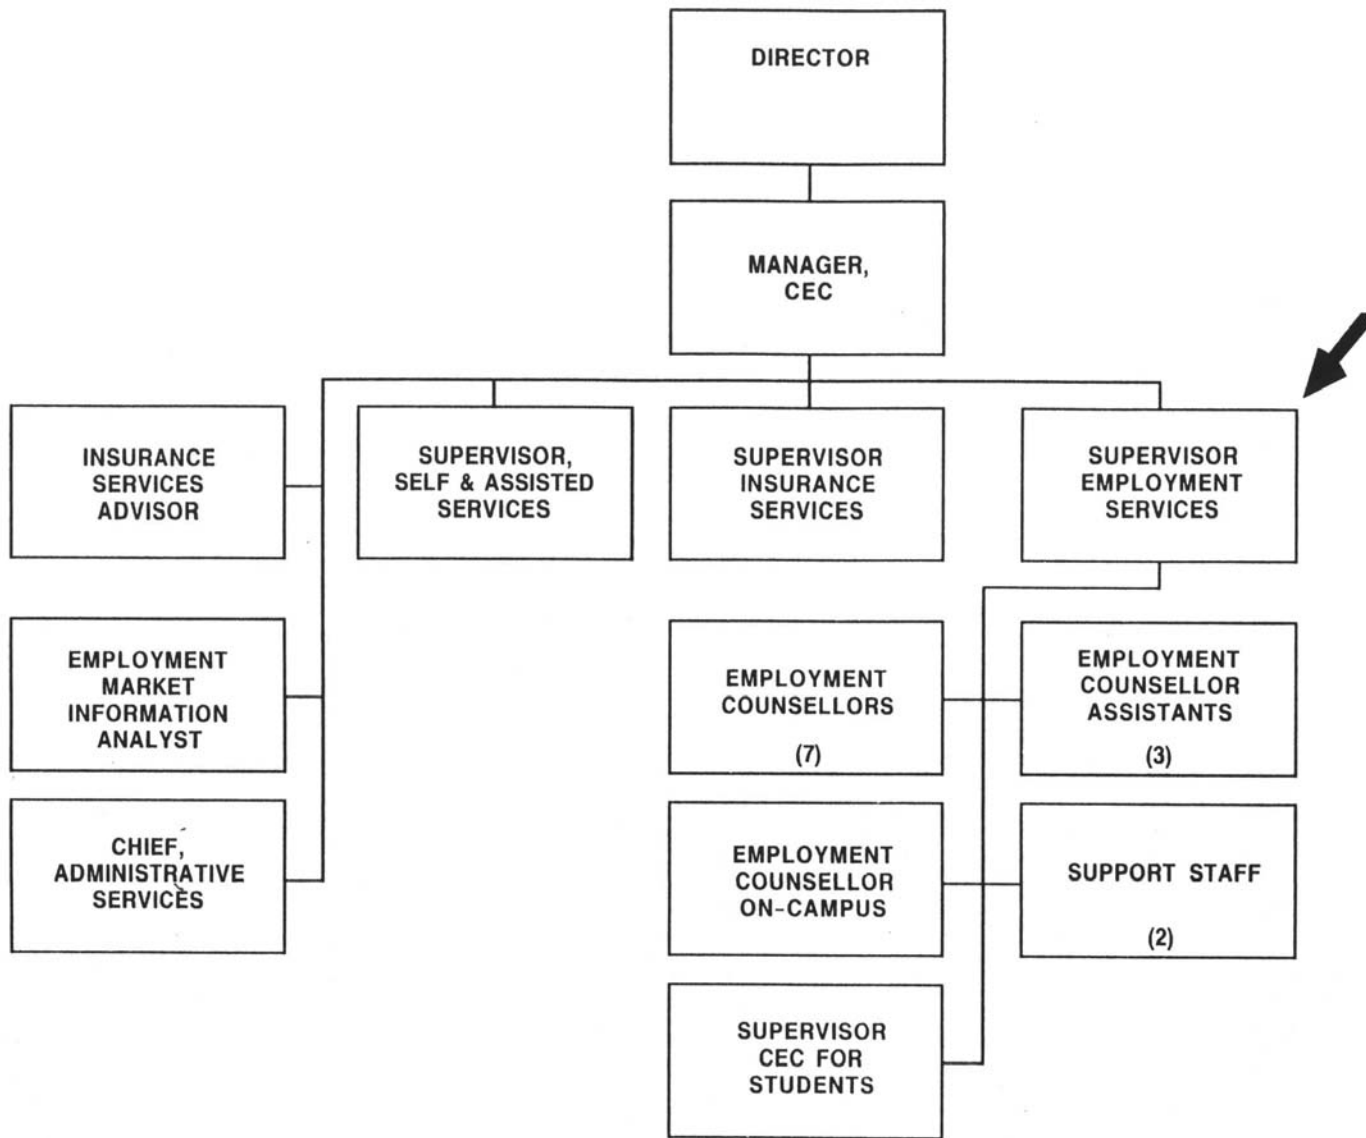 DIRECTOR
MANAGER,
CEC
INSURANCE
SERVICES
ADVISOR
SUPERVISOR,
SELF & ASSISTED
SERVICES
SUPERVISOR
INSURANCE
SERVICES
SUPERVISOR
EMPLOYMENT
SERVICES
EMPLOYMENT
MARKET
INFORMATION
ANALYST
EMPLOYMENT
COUNSELLORS
(7)
EMPLOYMENT
COUNSELLOR
ASSISTANTS
(3)
CHIEF,
ADMINISTRATIVE
SERVICES
EMPLOYMENT
COUNSELLOR
ON-CAMPUS
SUPPORT STAFF
(2)
SUPERVISOR
CEC FOR
STUDENTS